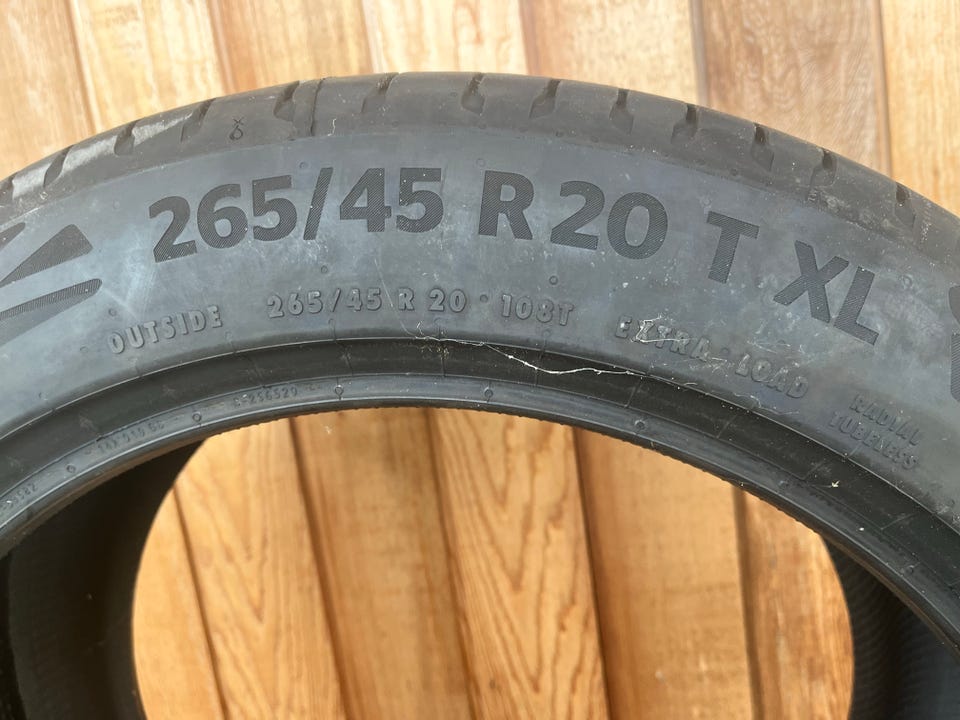 265/45 R 20 T XL
OUTSIDE 265/45 R 20 108T EXTRA LOAD
RADIAL
TUBELESS